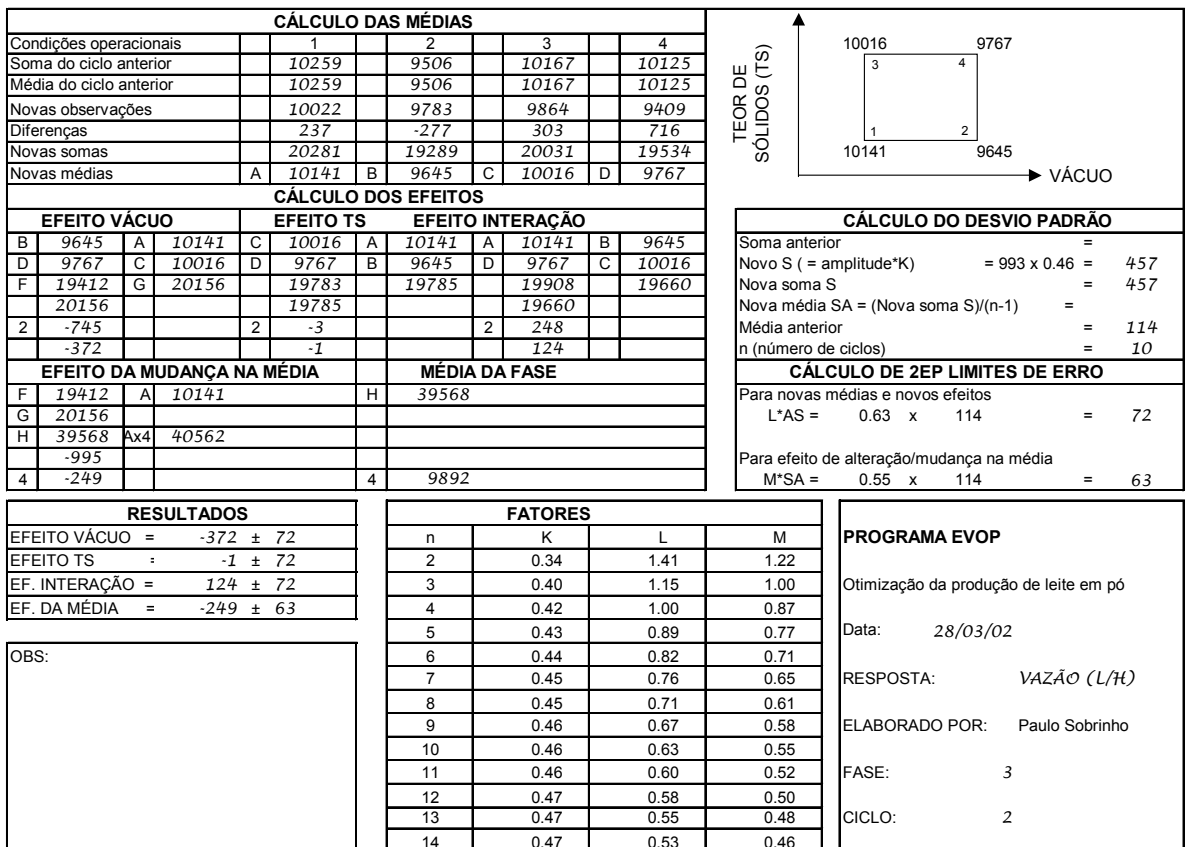 CÁLCULO DAS MÉDIAS
Condições operacionais 1 2 3 4
Soma do ciclo anterior 10259 9506 10167 10125
Média do ciclo anterior 10259 9506 10167 10125
Novas observações 10022 9783 9864 9409
Diferenças 237 -277 303 716
Novas somas 20281 19289 20031 19534
Novas médias A 10141 B 9645 C 10016 D 9767
CÁLCULO DOS EFEITOS
EFEITO VÁCUO EFEITO TS EFEITO INTERAÇÃO
B 9645 A 10141 C 10016 A 10141 A 10141 B 9645
D 9767 C 10016 D 9767 B 9645 D 9767 C 10016
F 19412 G 20156 19783 19785 19908 19660
20156 19785 19660
2 -745 2 -3 2 248
-372 -1 124
EFEITO DA MUDANÇA NA MÉDIA MÉDIA DA FASE
F 19412 A 10141 H 39568
G 20156
H 39568 Ax4 40562
-995
4 -249 4 9892
TEOR DE
SÓLIDOS (TS)
10016 9767
3 4
1 2
10141 9645
VÁCUO
CÁLCULO DO DESVIO PADRÃO
Soma anterior =
Novo S ( = amplitude*K) = 993 x 0.46 = 457
Nova soma S = 457
Nova média SA = (Nova soma S)/(n-1) =
Média anterior = 114
n (número de ciclos) = 10
CÁLCULO DE 2EP LIMITES DE ERRO
Para novas médias e novos efeitos
L*AS = 0.63 x 114 = 72
Para efeito de alteração/mudança na média
M*SA = 0.55 x 114 = 63
RESULTADOS
EFEITO VÁCUO = -372 ± 72
EFEITO TS = -1 ± 72
EF. INTERAÇÃO = 124 ± 72
EF. DA MÉDIA = -249 ± 63
OBS:
FATORES
n K L M
2 0.34 1.41 1.22
3 0.40 1.15 1.00
4 0.42 1.00 0.87
5 0.43 0.89 0.77
6 0.44 0.82 0.71
7 0.45 0.76 0.65
8 0.45 0.71 0.61
9 0.46 0.67 0.58
10 0.46 0.63 0.55
11 0.46 0.60 0.52
12 0.47 0.58 0.50
13 0.47 0.55 0.48
14 0.47 0.53 0.46
PROGRAMA EVOP
Otimização da produção de leite em pó
Data: 28/03/02
RESPOSTA: VAZÃO (L/H)
ELABORADO POR: Paulo Sobrinho
FASE: 3
CICLO: 2